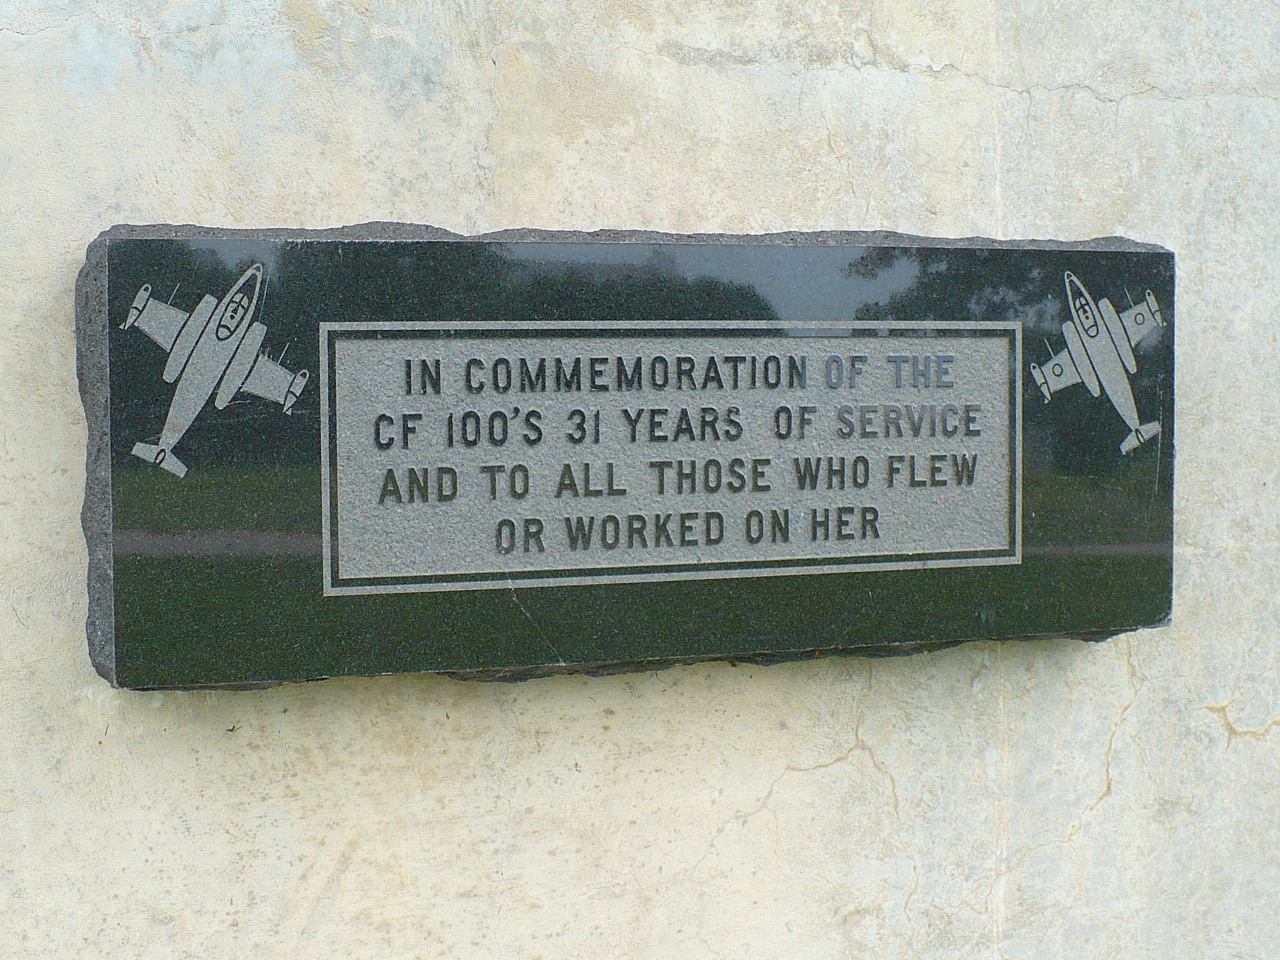 IN COMMEMORATION OF THE
CF 100'S 31 YEARS OF SERVICE
AND TO ALL THOSE WHO FLEW
OR WORKED ON HER